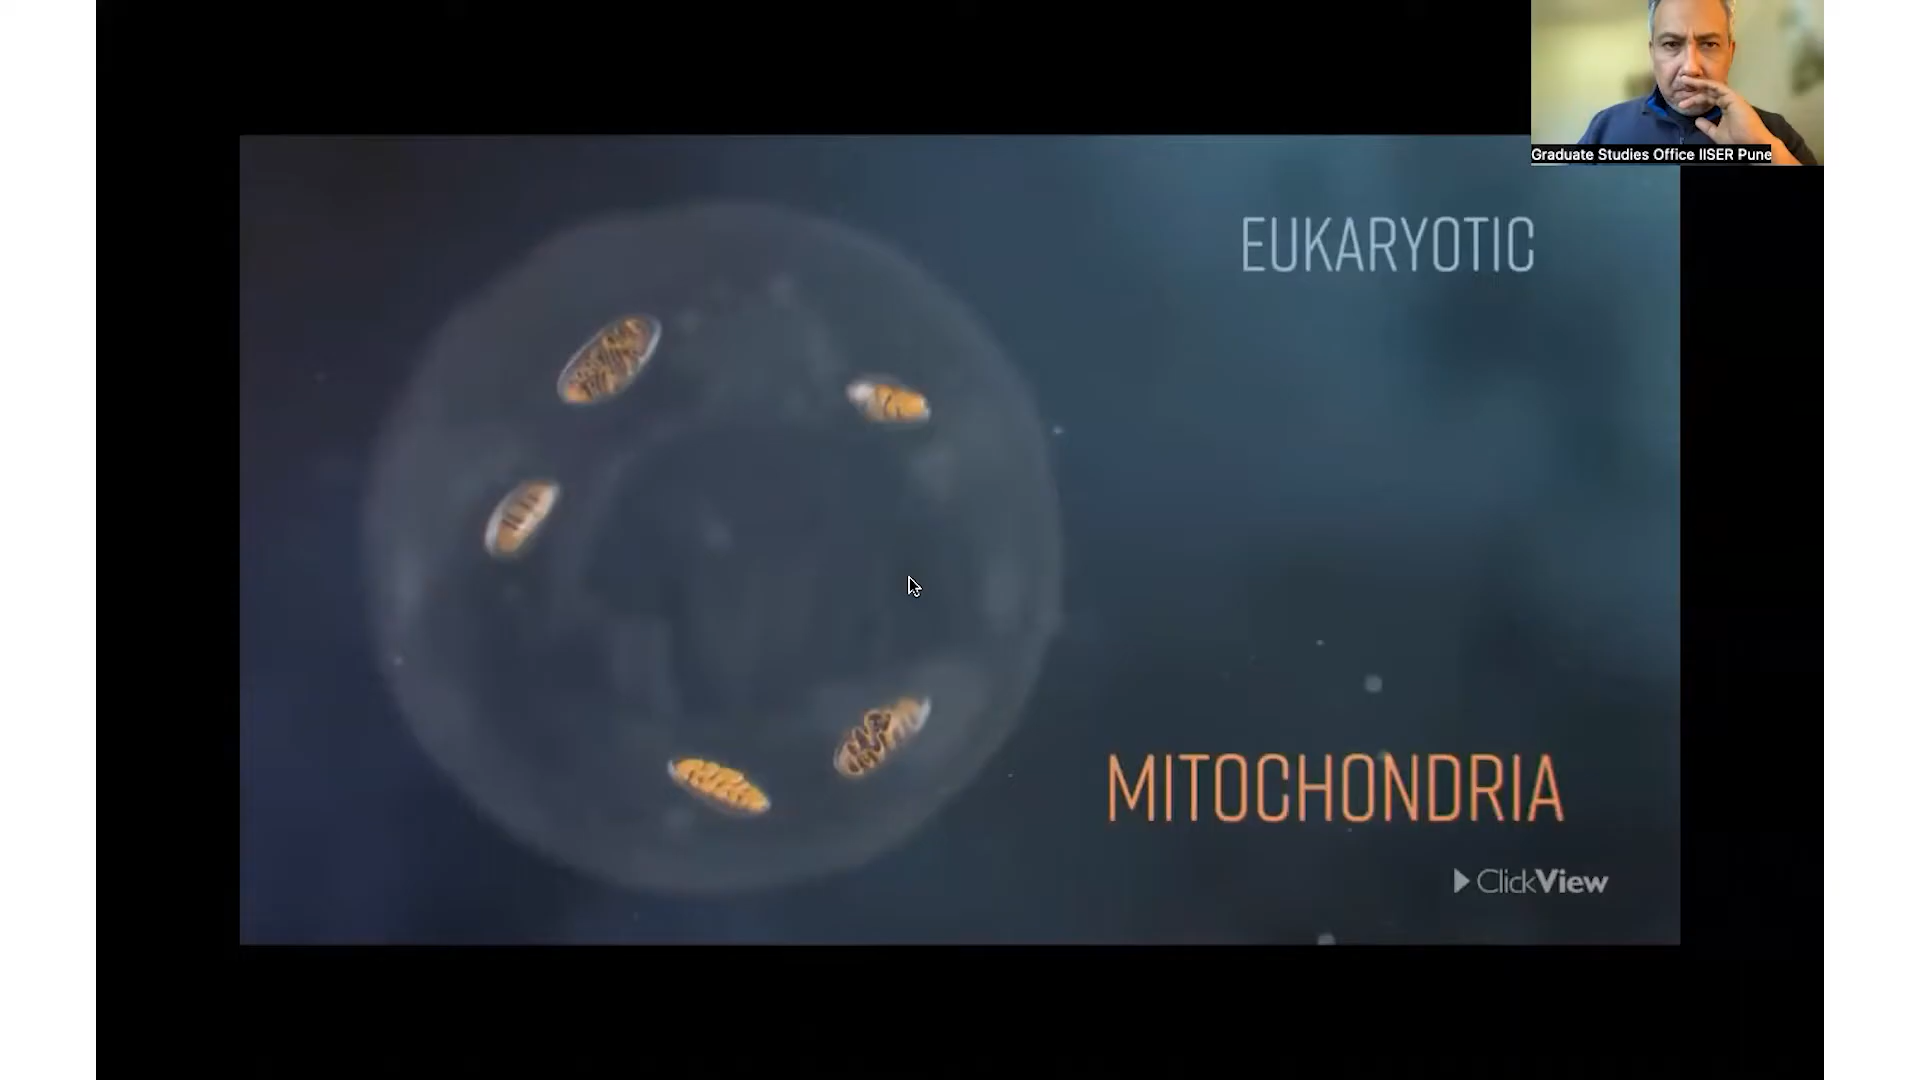 Graduate Studies Office IISER Pune
EUKARYOTIC
MITOCHONDRIA
ClickView